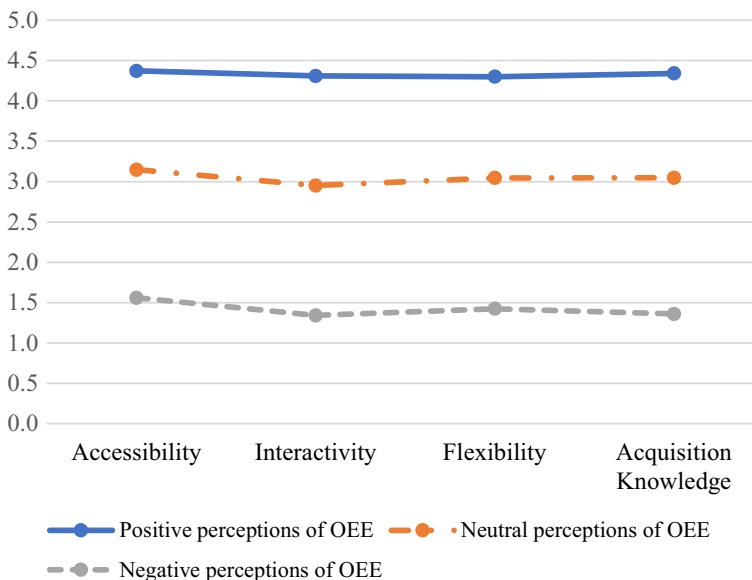 5.0
4.5
4.0
3.5
3.0
2.5
2.0
1.5
1.0
0.5
0.0
Accessibility Interactivity Flexibility Acquisition
Knowledge
Positive perceptions of OEE Neutral perceptions of OEE
Negative perceptions of OEE